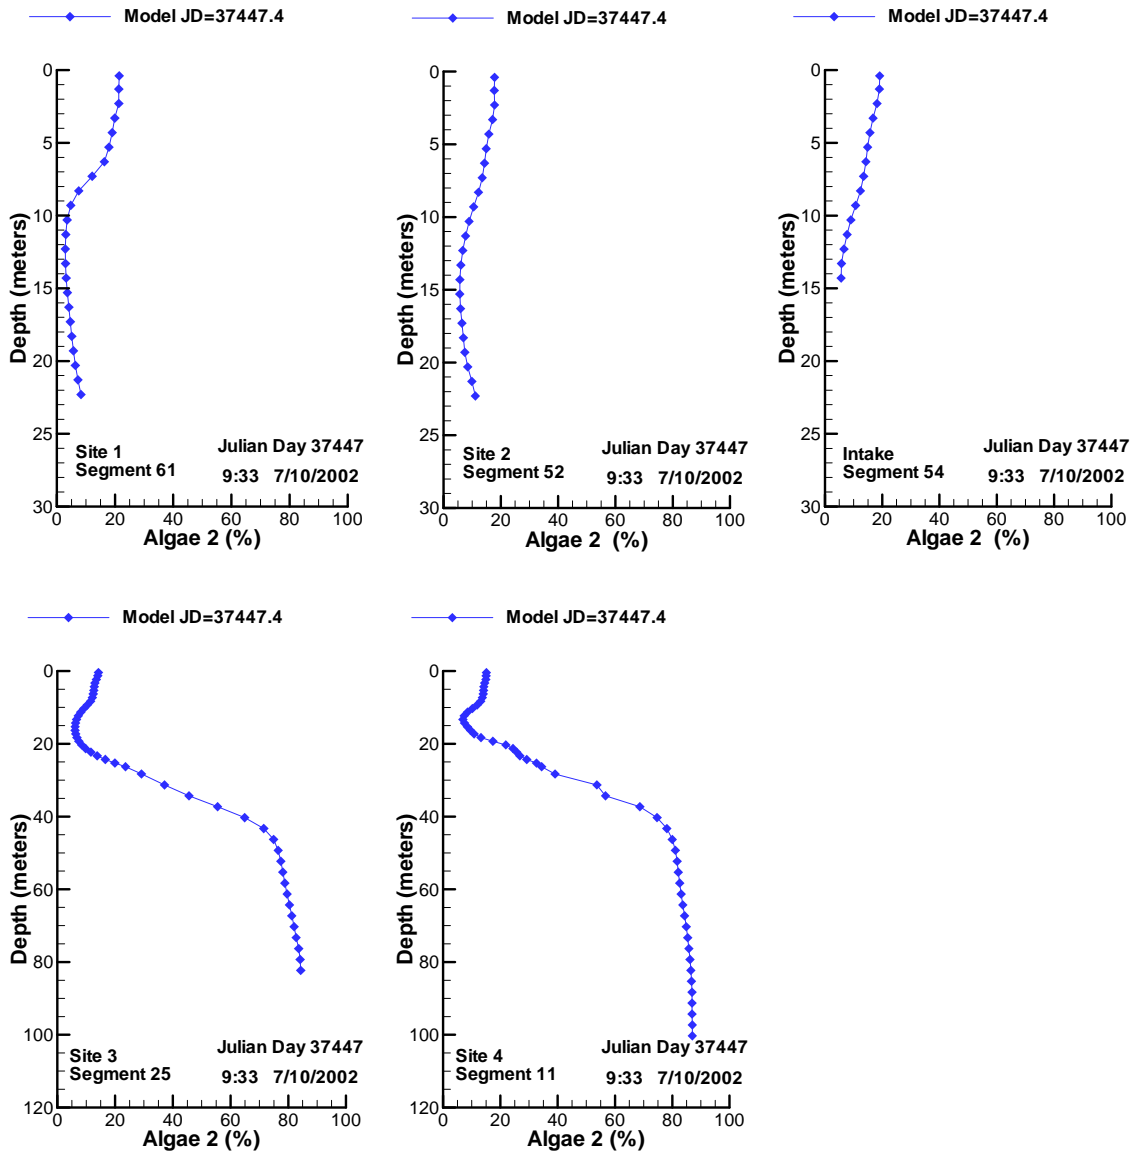 Model JD=37447.4
0
5
10
15
20
25
30
Depth (meters)
Site 1
Segment 61
Julian Day 37447
9:33 7/10/2002
0 20 40 60 80 100
Algae 2 (%)
Model JD=37447.4
0
5
10
15
20
25
30
Depth (meters)
Site 2
Segment 52
Julian Day 37447
9:33 7/10/2002
0 20 40 60 80 100
Algae 2 (%)
Model JD=37447.4
0
5
10
15
20
25
30
Depth (meters)
Intake
Segment 54
Julian Day 37447
9:33 7/10/2002
0 20 40 60 80 100
Algae 2 (%)
Model JD=37447.4
0
20
40
60
80
100
120
Depth (meters)
Site 3
Segment 25
Julian Day 37447
9:33 7/10/2002
0 20 40 60 80 100
Algae 2 (%)
Model JD=37447.4
0
20
40
60
80
100
120
Depth (meters)
Site 4
Segment 11
Julian Day 37447
9:33 7/10/2002
0 20 40 60 80 100
Algae 2 (%)